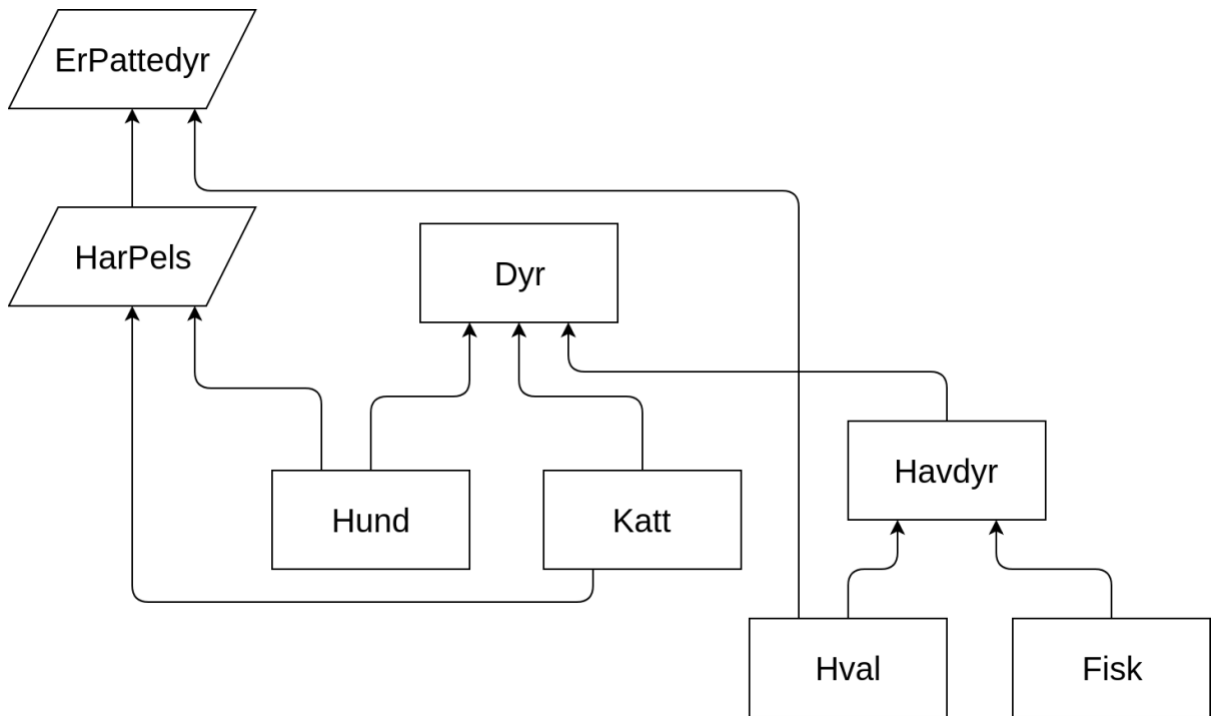 ErPattedyr
HarPels
Dyr
Hund
Katt
Havdyr
Hval
Fisk